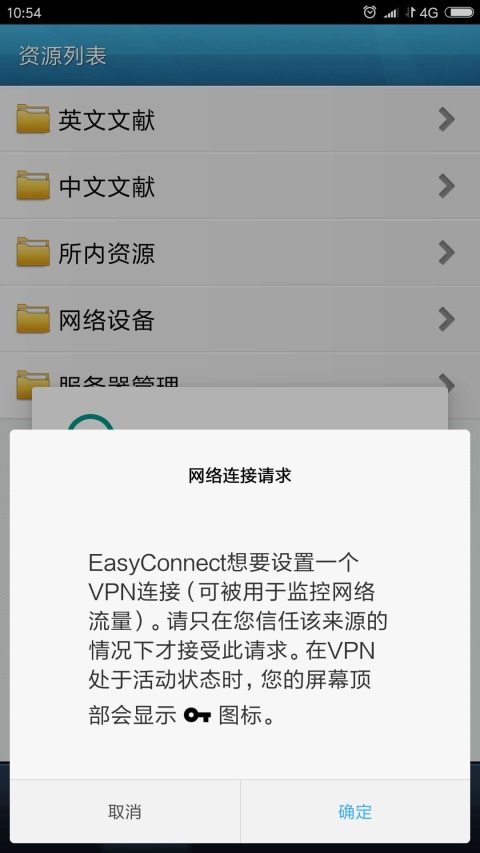 10:54
4G
资源列表
英文文献
中文文献
所内资源
网络设备
服务器管理
网络连接请求
EasyConnect想要设置一个
VPN连接（可被用于监控网络
流量）。请只在您信任该来源的
情况下才接受此请求。在VPN
处于活动状态时，您的屏幕顶
部会显示 图标。
取消
确定